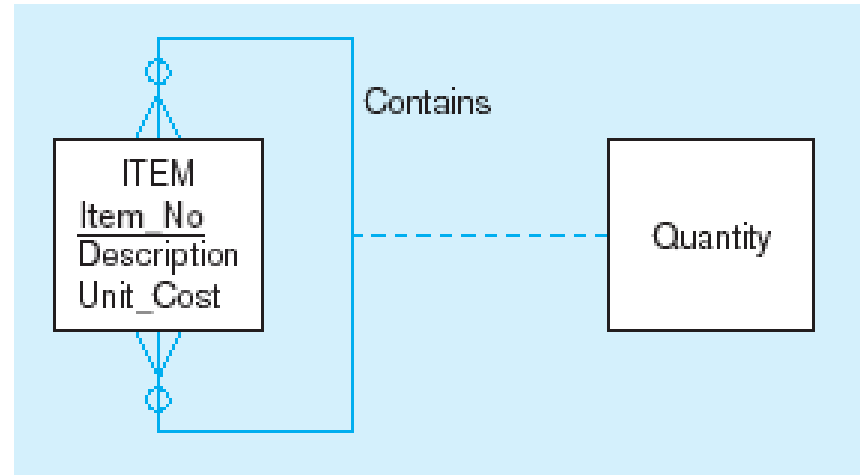 Contains
ITEM
Item_No
Description
Unit_Cost
Quantity